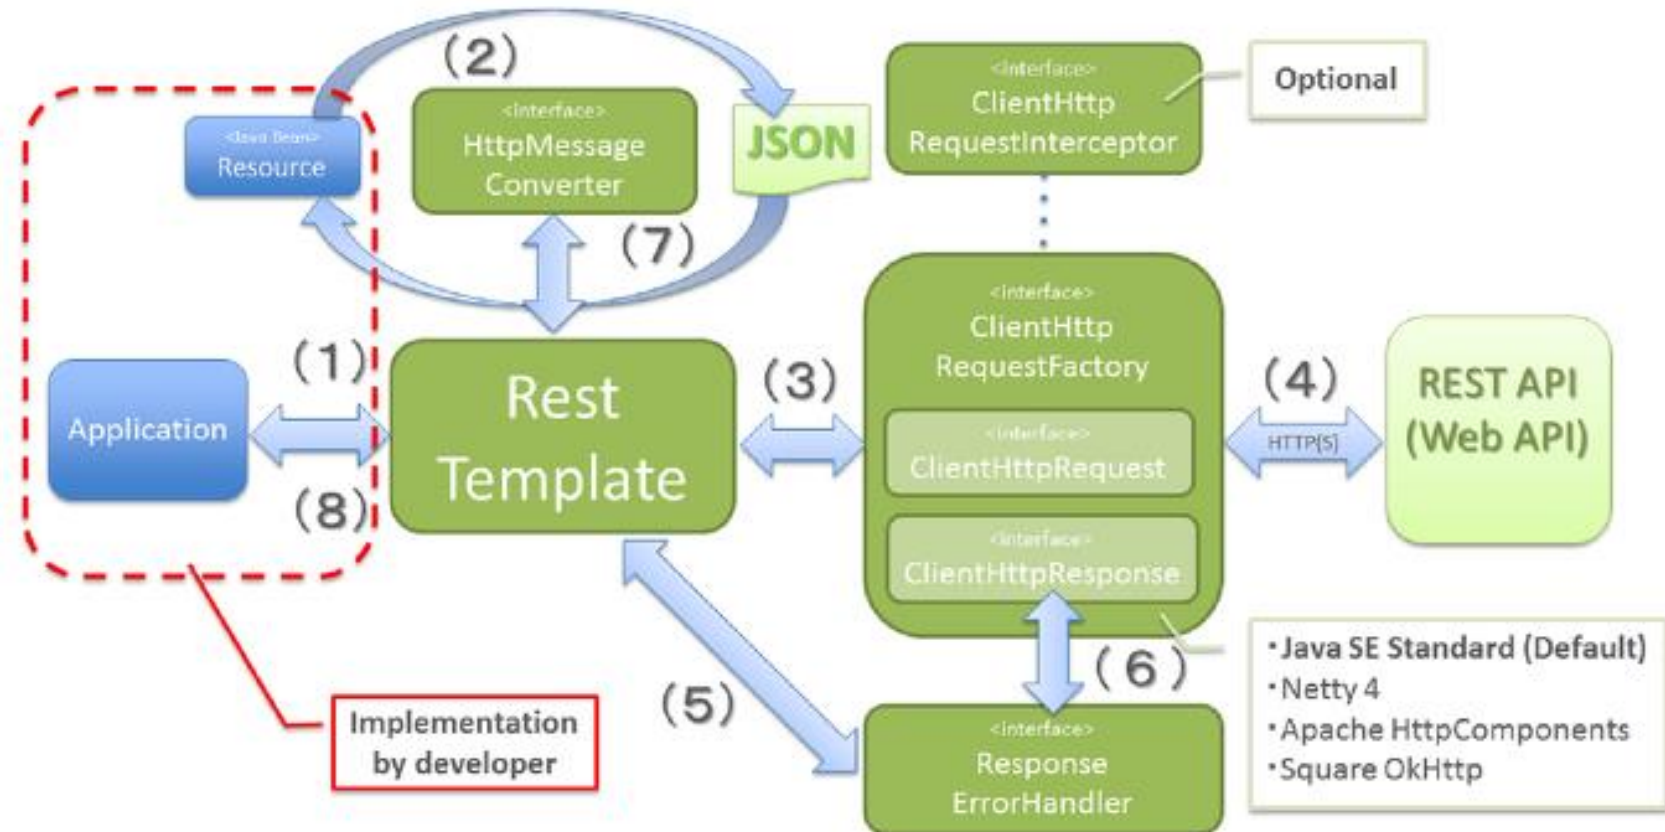 (2)
<Interface>
HttpMessage
Converter
<Java Bean>
Resource
JSON
<Interface>
ClientHttp
RequestInterceptor
Optional
(7)
<Interface>
ClientHttp
RequestFactory
(1)
Application
(8)
Rest
Template
(3)
<Interface>
ClientHttpRequest
<Interface>
ClientHttpResponse
(4)
HTTP(S)
REST API
(Web API)
(5)
(6)
<Interface>
Response
ErrorHandler
Implementation
by developer
・Java SE Standard (Default)
・Netty 4
・Apache HttpComponents
・Square OkHttp